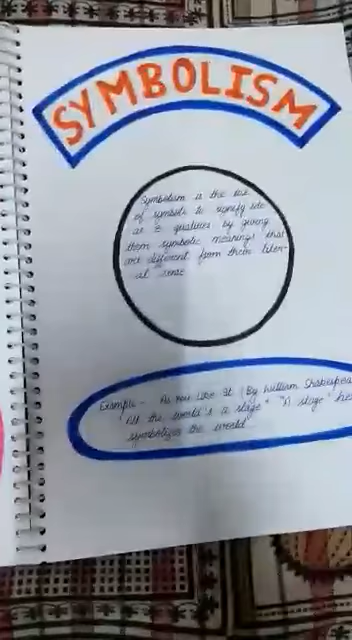 SYMBOLISM
Symbolism is the use
of symbols to signify ide
as & qualities by giving
them symbolic meanings that
are different from their liter-
al sense
Example - As You Like It (By William Shakespea
"All the world's a stage" "A stage" he
symbolizes the world